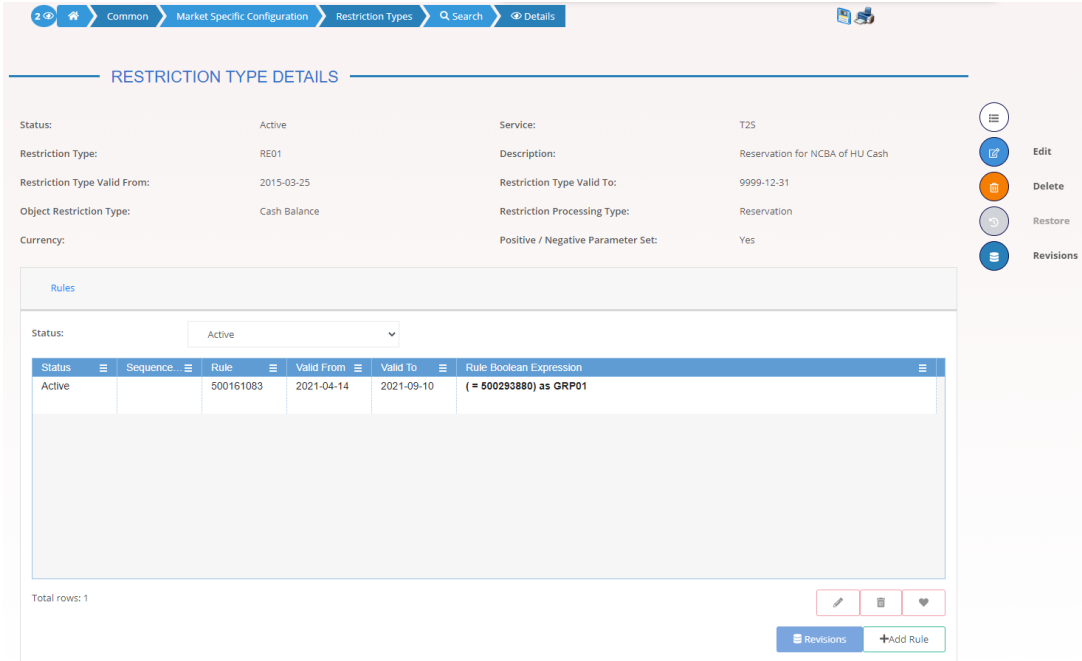 2 Common Market Specific Configuration Restriction Types Search Details
RESTRICTION TYPE DETAILS
Status: Active Service: T2S
Restriction Type: RE01 Description: Reservation for NCBA of HU Cash
Edit
Restriction Type Valid From: 2015-03-25 Restriction Type Valid To: 9999-12-31
Delete
Object Restriction Type: Cash Balance Restriction Processing Type: Reservation
Restore
Currency: Positive / Negative Parameter Set: Yes
Revisions
Rules
Status: Active
Status Sequence... Rule Valid From Valid To Rule Boolean Expression
Active 500161083 2021-04-14 2021-09-10 ( = 500293880) as GRP01
Total rows: 1
Revisions +Add Rule